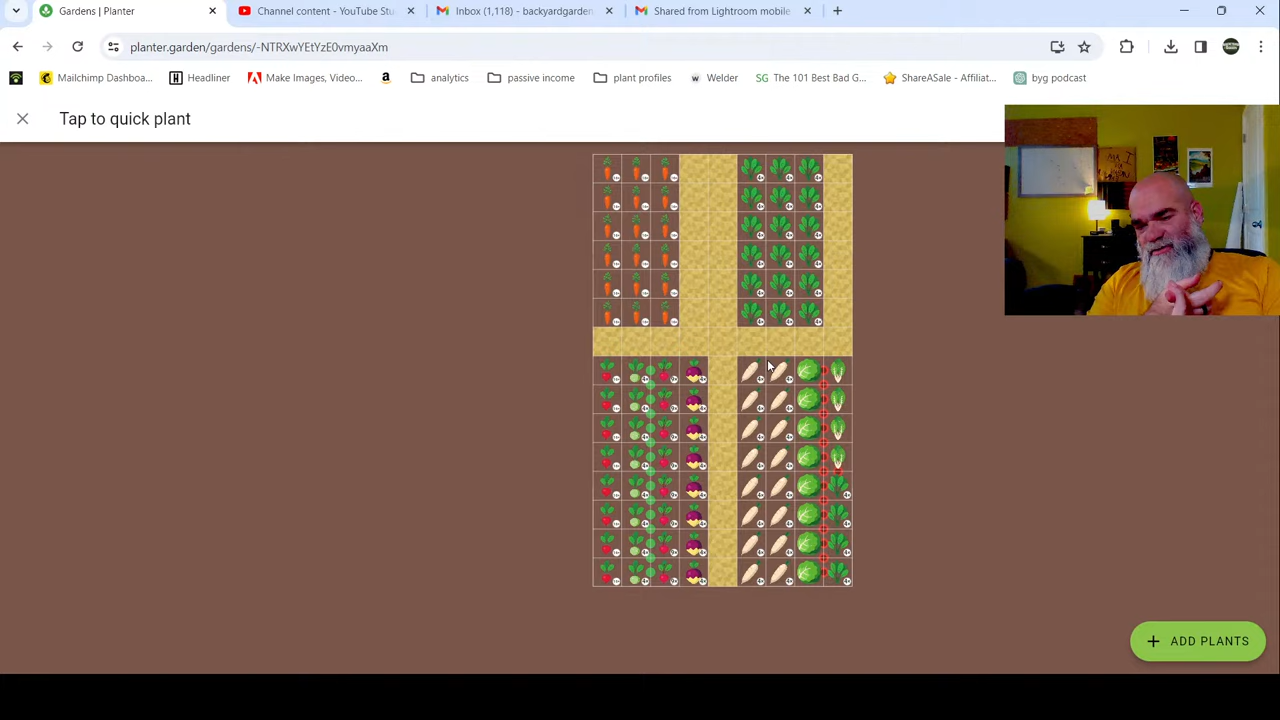 Gardens | Planter
Channel content - YouTube Stu
Inbox (1,118) - backyardgarden
Shared from Lightroom mobile
planter.garden/gardens/-NTRXwYEtYzE0vmyaaXm
Mailchimp Dashboa...
Headliner
Make Images, Video...
analytics
passive income
plant profiles
Welder
SG The 101 Best Bad G...
ShareASale - Affiliat...
byg podcast
Tap to quick plant
ADD PLANTS